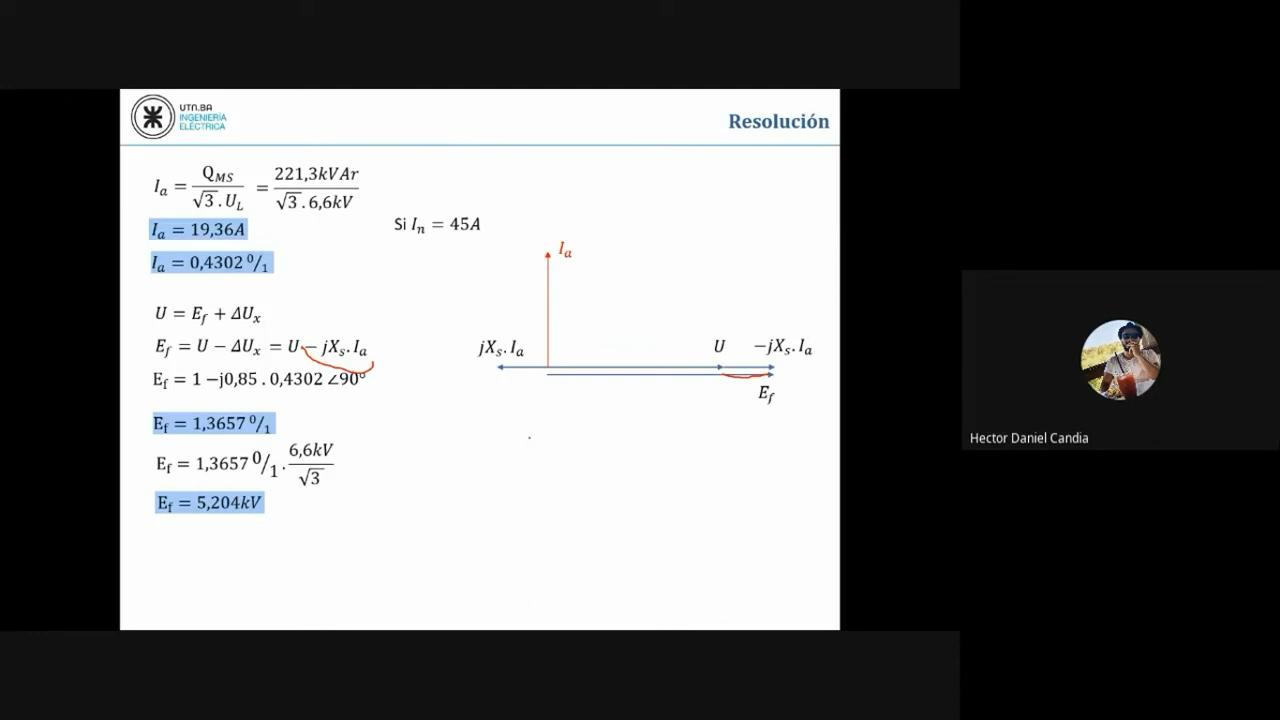 UTN.BA
INGENIERÍA
ELÉCTRICA
Resolución
I_a = Q_MS / (√3 . U_L) = 221,3kVAr / (√3 . 6,6kV)
I_a = 19,36A
Si I_n = 45A
I_a = 0,4302 ⁰/₁
U = E_f + ΔU_x
E_f = U − ΔU_x = U − jX_s. I_a
E_f = 1 −j0,85 . 0,4302 ∠90°
E_f = 1,3657 ⁰/₁
E_f = 1,3657 ⁰/₁ . 6,6kV / √3
E_f = 5,204kV
I_a
jX_s. I_a
U
−jX_s. I_a
E_f
Hector Daniel Candia